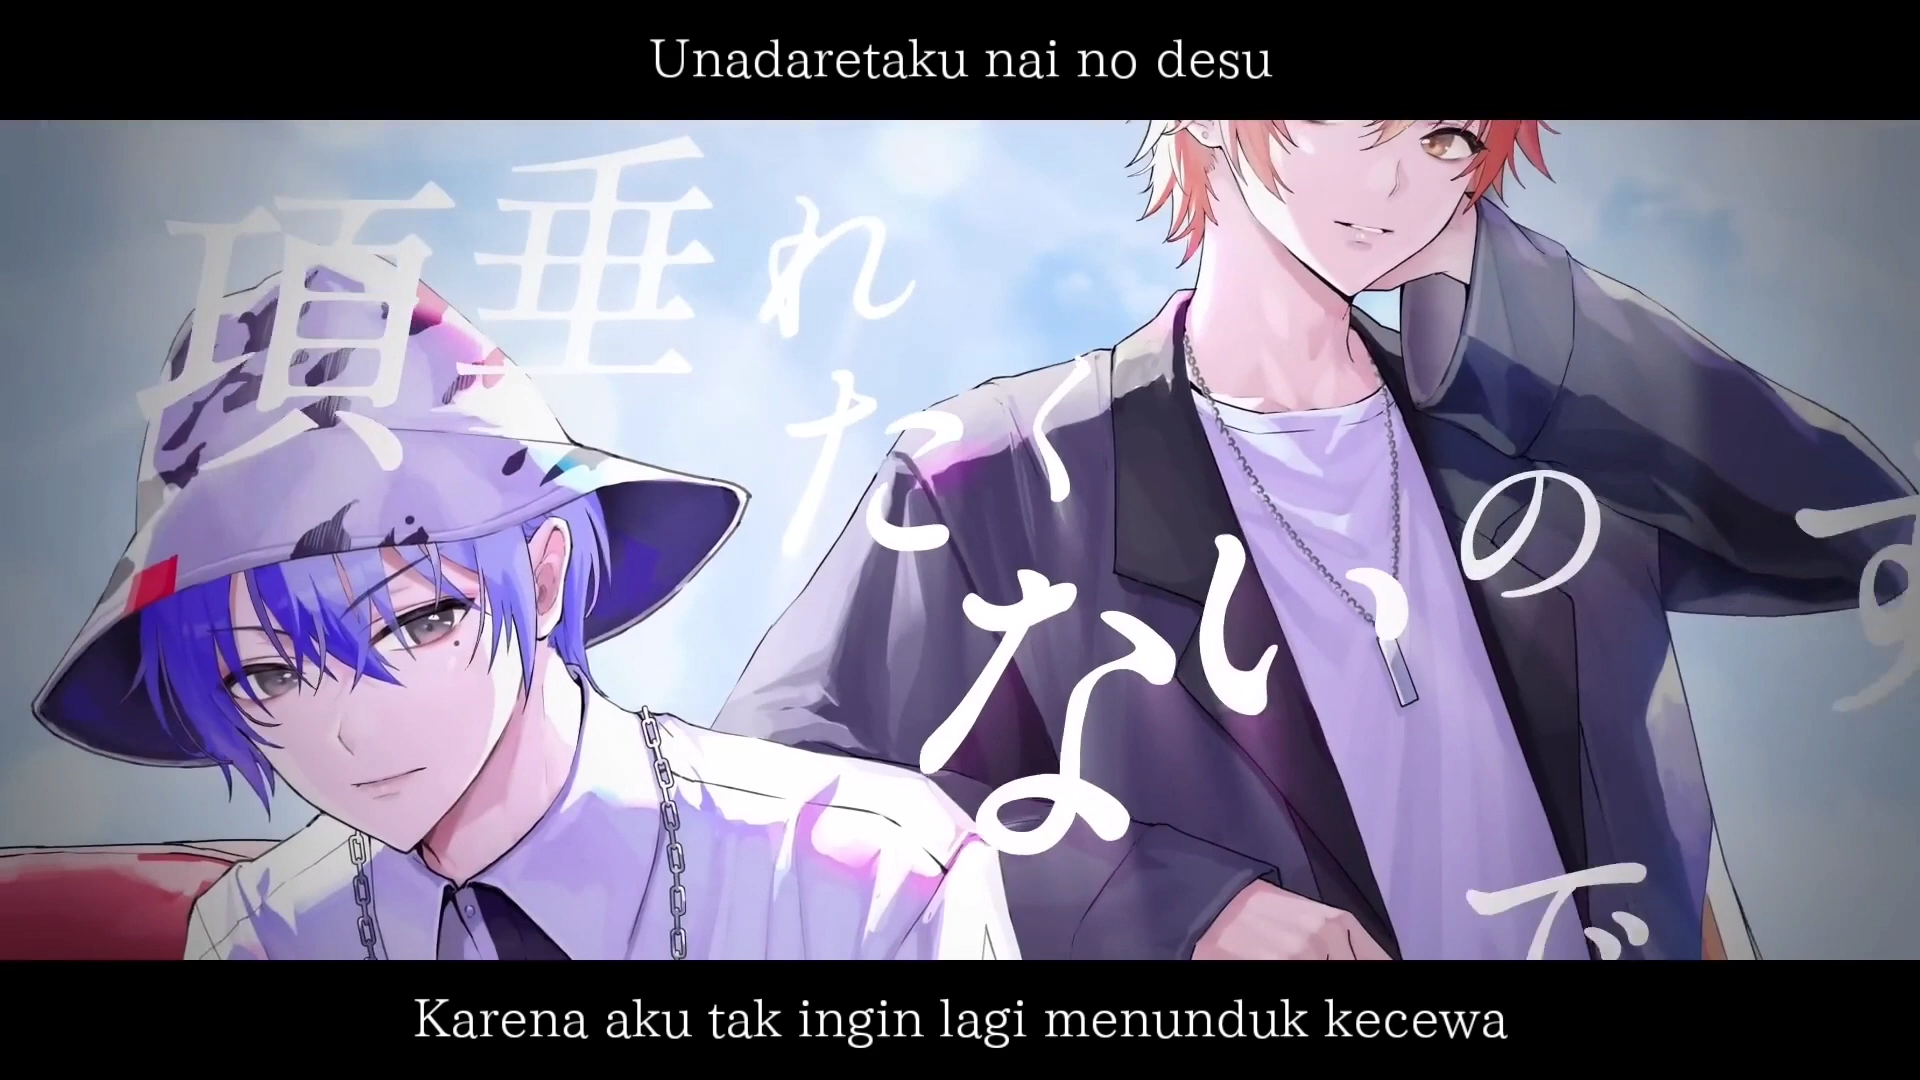 Unadaretaku nai no desu
項垂れたくないのです
Karena aku tak ingin lagi menunduk kecewa